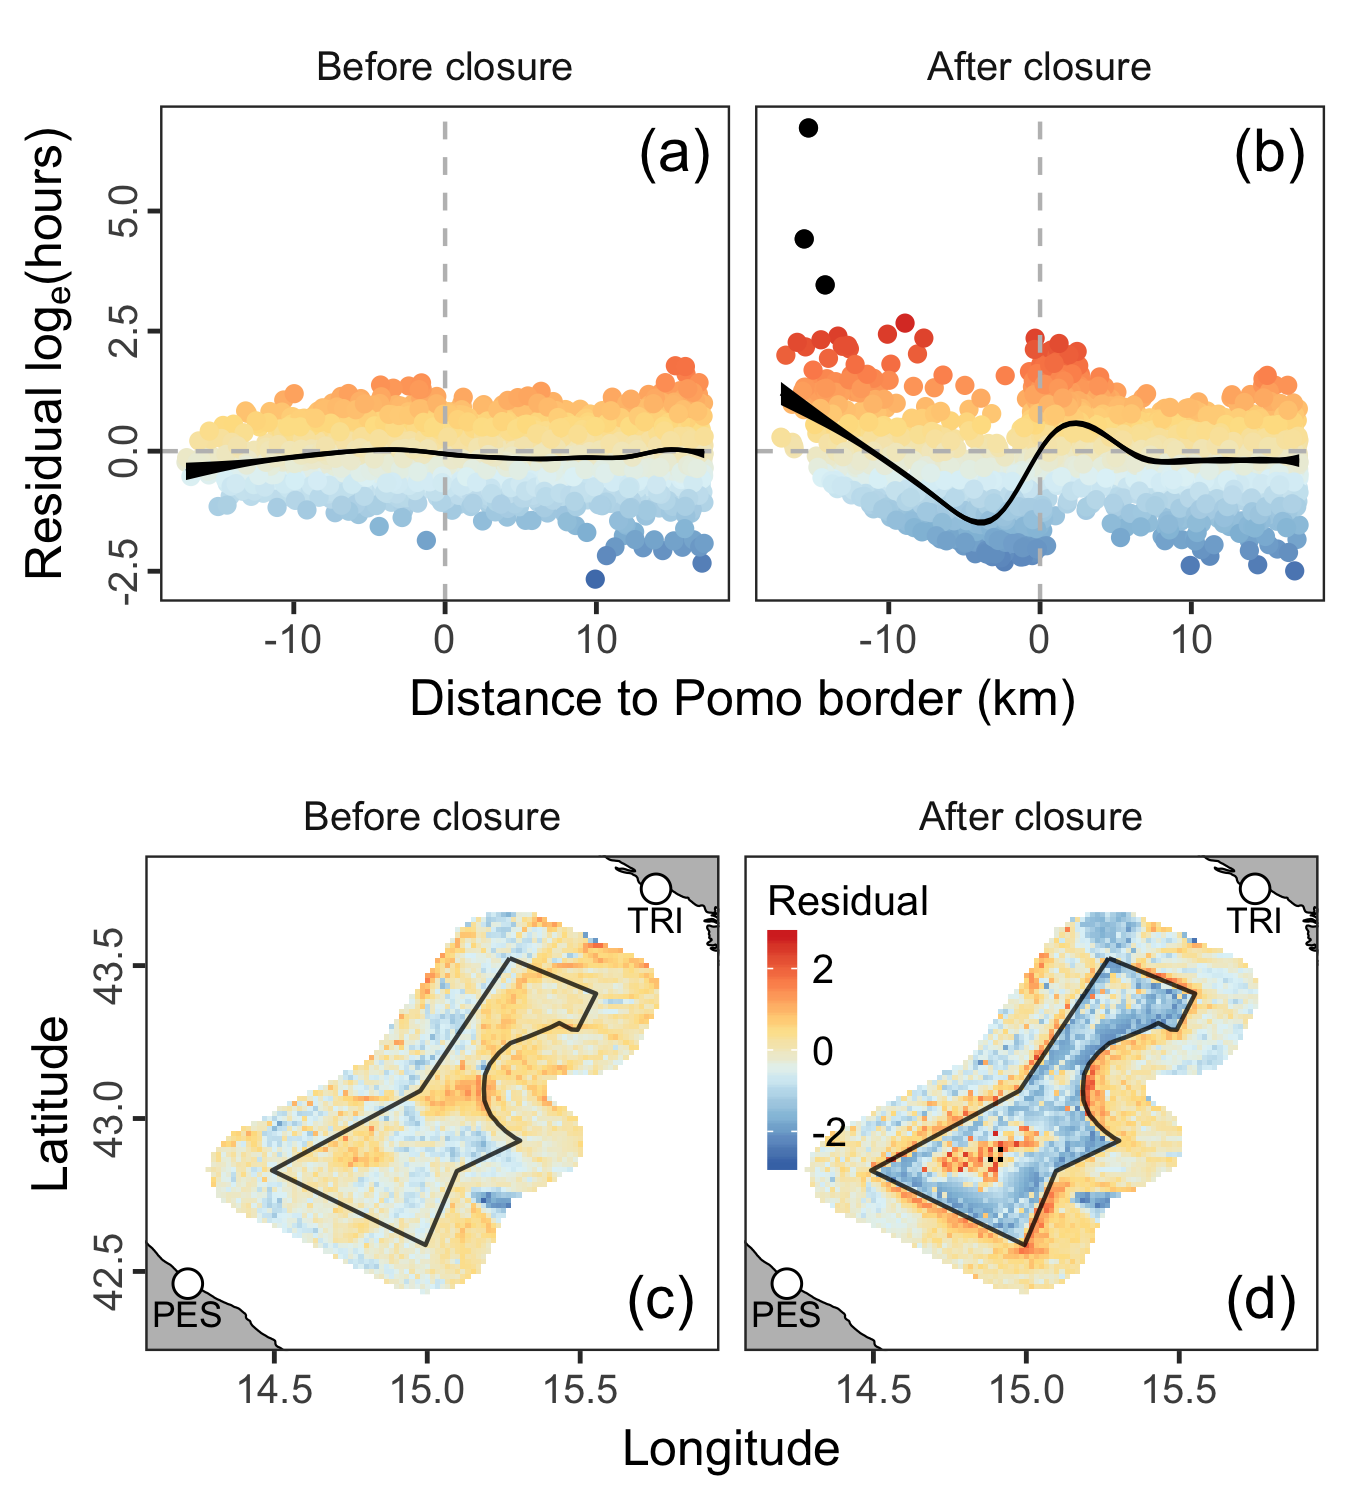 Before closure
After closure
(a)
(b)
Residual loge(hours)
5.0
2.5
0.0
-2.5
-10
0
10
-10
0
10
Distance to Pomo border (km)
Before closure
After closure
TRI
TRI
Residual
2
0
-2
Latitude
43.5
43.0
42.5
PES
PES
(c)
(d)
14.5
15.0
15.5
14.5
15.0
15.5
Longitude